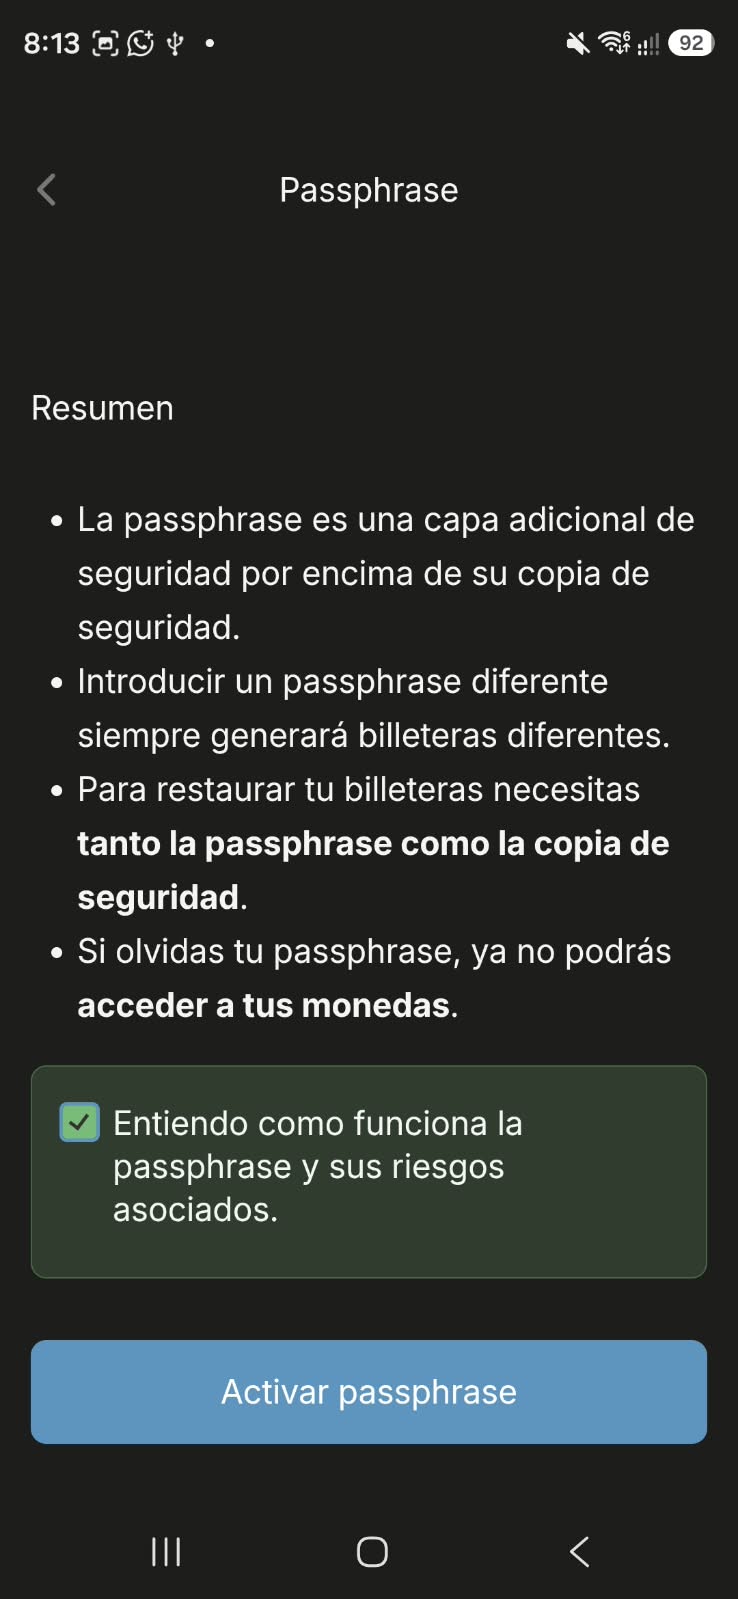 8:13
6
92
Passphrase
Resumen
• La passphrase es una capa adicional de
seguridad por encima de su copia de
seguridad.
• Introducir un passphrase diferente
siempre generará billeteras diferentes.
• Para restaurar tu billeteras necesitas
tanto la passphrase como la copia de
seguridad.
• Si olvidas tu passphrase, ya no podrás
acceder a tus monedas.
Entiendo como funciona la
passphrase y sus riesgos
asociados.
Activar passphrase